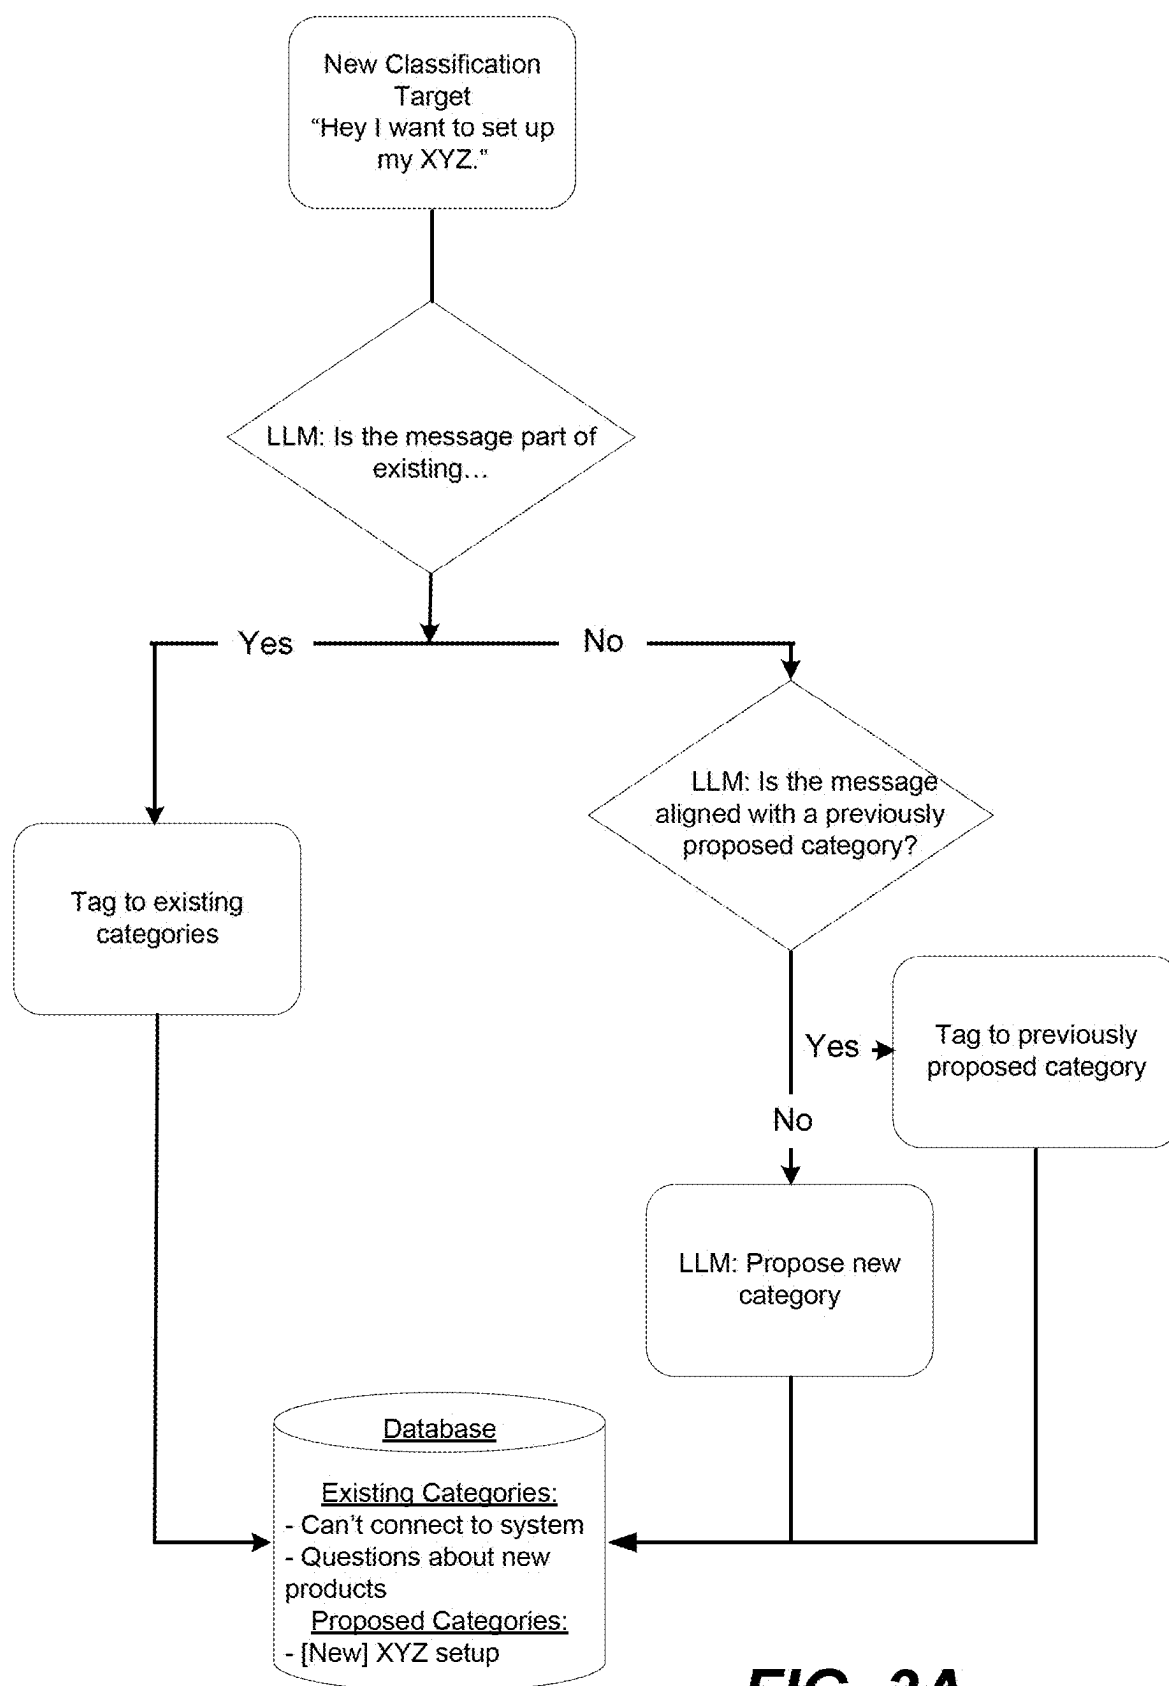 New Classification
Target
“Hey I want to set up
my XYZ.”
LLM: Is the message part of
existing…
Yes
No
LLM: Is the message
aligned with a previously
proposed category?
Tag to existing
categories
Yes
Tag to previously
proposed category
No
LLM: Propose new
category
Database
Existing Categories:
- Can't connect to system
- Questions about new
products
Proposed Categories:
- [New] XYZ setup